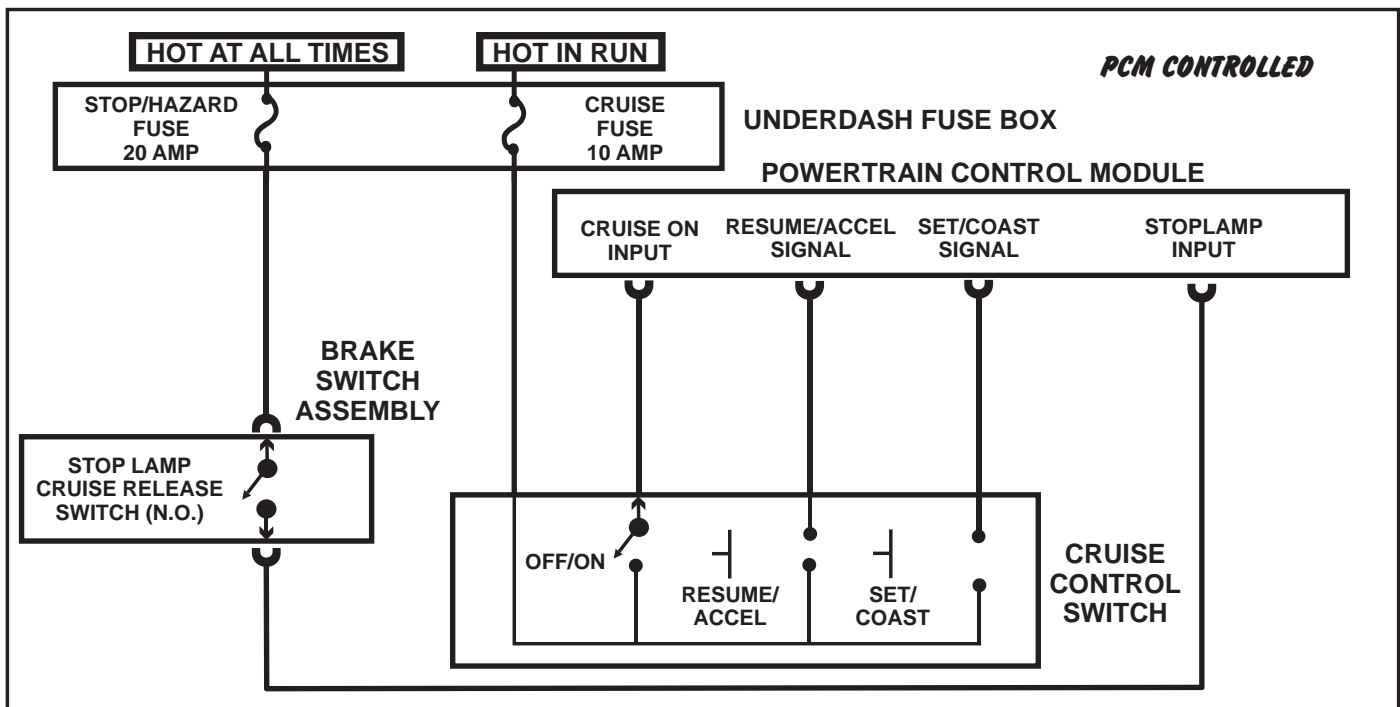 HOT AT ALL TIMES
HOT IN RUN
PCM CONTROLLED
STOP/HAZARD
FUSE
20 AMP
CRUISE
FUSE
10 AMP
UNDERDASH FUSE BOX
POWERTRAIN CONTROL MODULE
CRUISE ON
INPUT
RESUME/ACCEL
SIGNAL
SET/COAST
SIGNAL
STOPLAMP
INPUT
BRAKE
SWITCH
ASSEMBLY
STOP LAMP
CRUISE RELEASE
SWITCH (N.O.)
OFF/ON
RESUME/
ACCEL
SET/
COAST
CRUISE
CONTROL
SWITCH